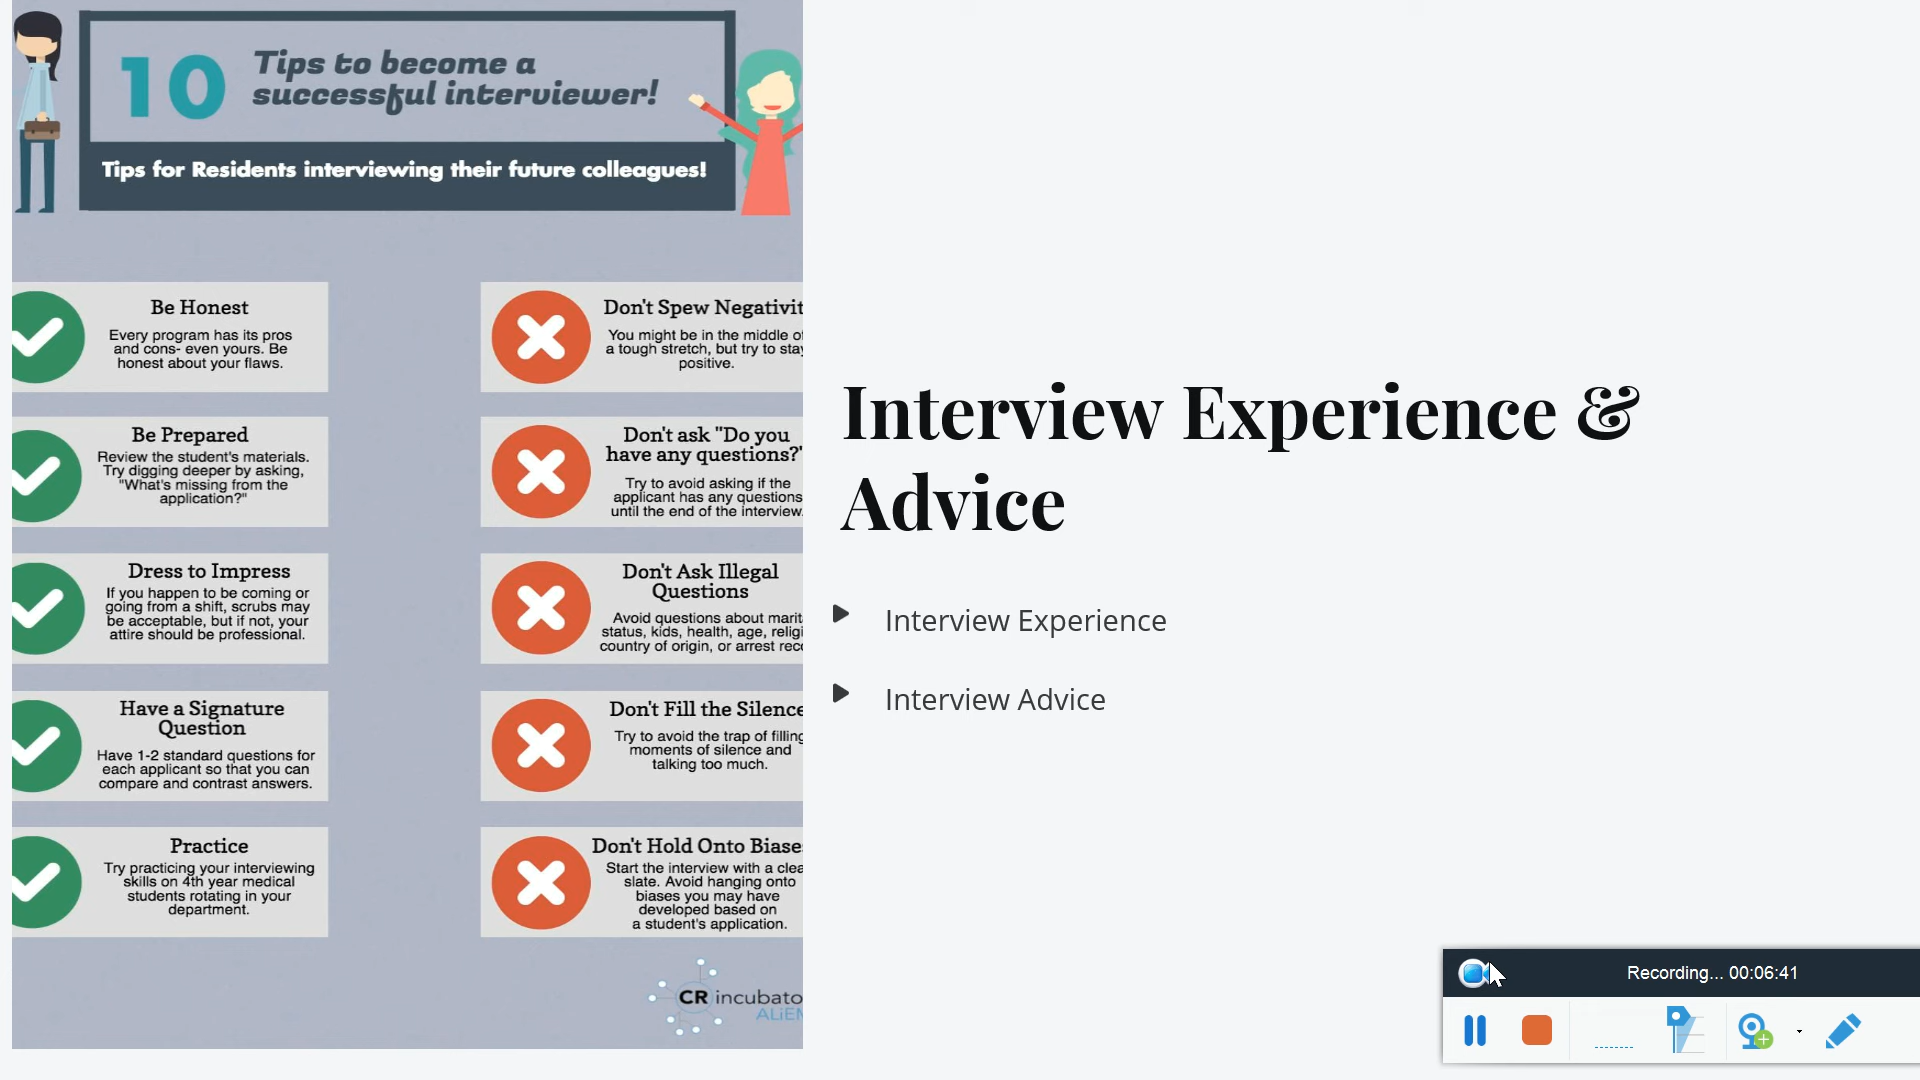 10
Tips to become a
successful interviewer!
Tips for Residents interviewing their future colleagues!
Be Honest
Every program has its pros
and cons- even yours. Be
honest about your flaws.
Be Prepared
Review the student's materials.
Try digging deeper by asking,
"What's missing from the
application?"
Dress to Impress
If you happen to be coming or
going from a shift, scrubs may
be acceptable, but if not, your
attire should be professional.
Have a Signature
Question
Have 1-2 standard questions for
each applicant so that you can
compare and contrast answers.
Practice
Try practicing your interviewing
skills on 4th year medical
students rotating in your
department.
Don't Spew Negativit
You might be in the middle of
a tough stretch, but try to stay
positive.
Don't ask "Do you
have any questions?"
Try to avoid asking if the
applicant has any questions
until the end of the interview.
Don't Ask Illegal
Questions
Avoid questions about marit
status, kids, health, age, religi
country of origin, or arrest reco
Don't Fill the Silence
Try to avoid the trap of filling
moments of silence and
talking too much.
Don't Hold Onto Biase
Start the interview with a clea
slate. Avoid hanging onto
biases you may have
developed based on
a student's application.
CR incubato
ALiEM
Interview Experience &
Advice
Interview Experience
Interview Advice
Recording... 00:06:41